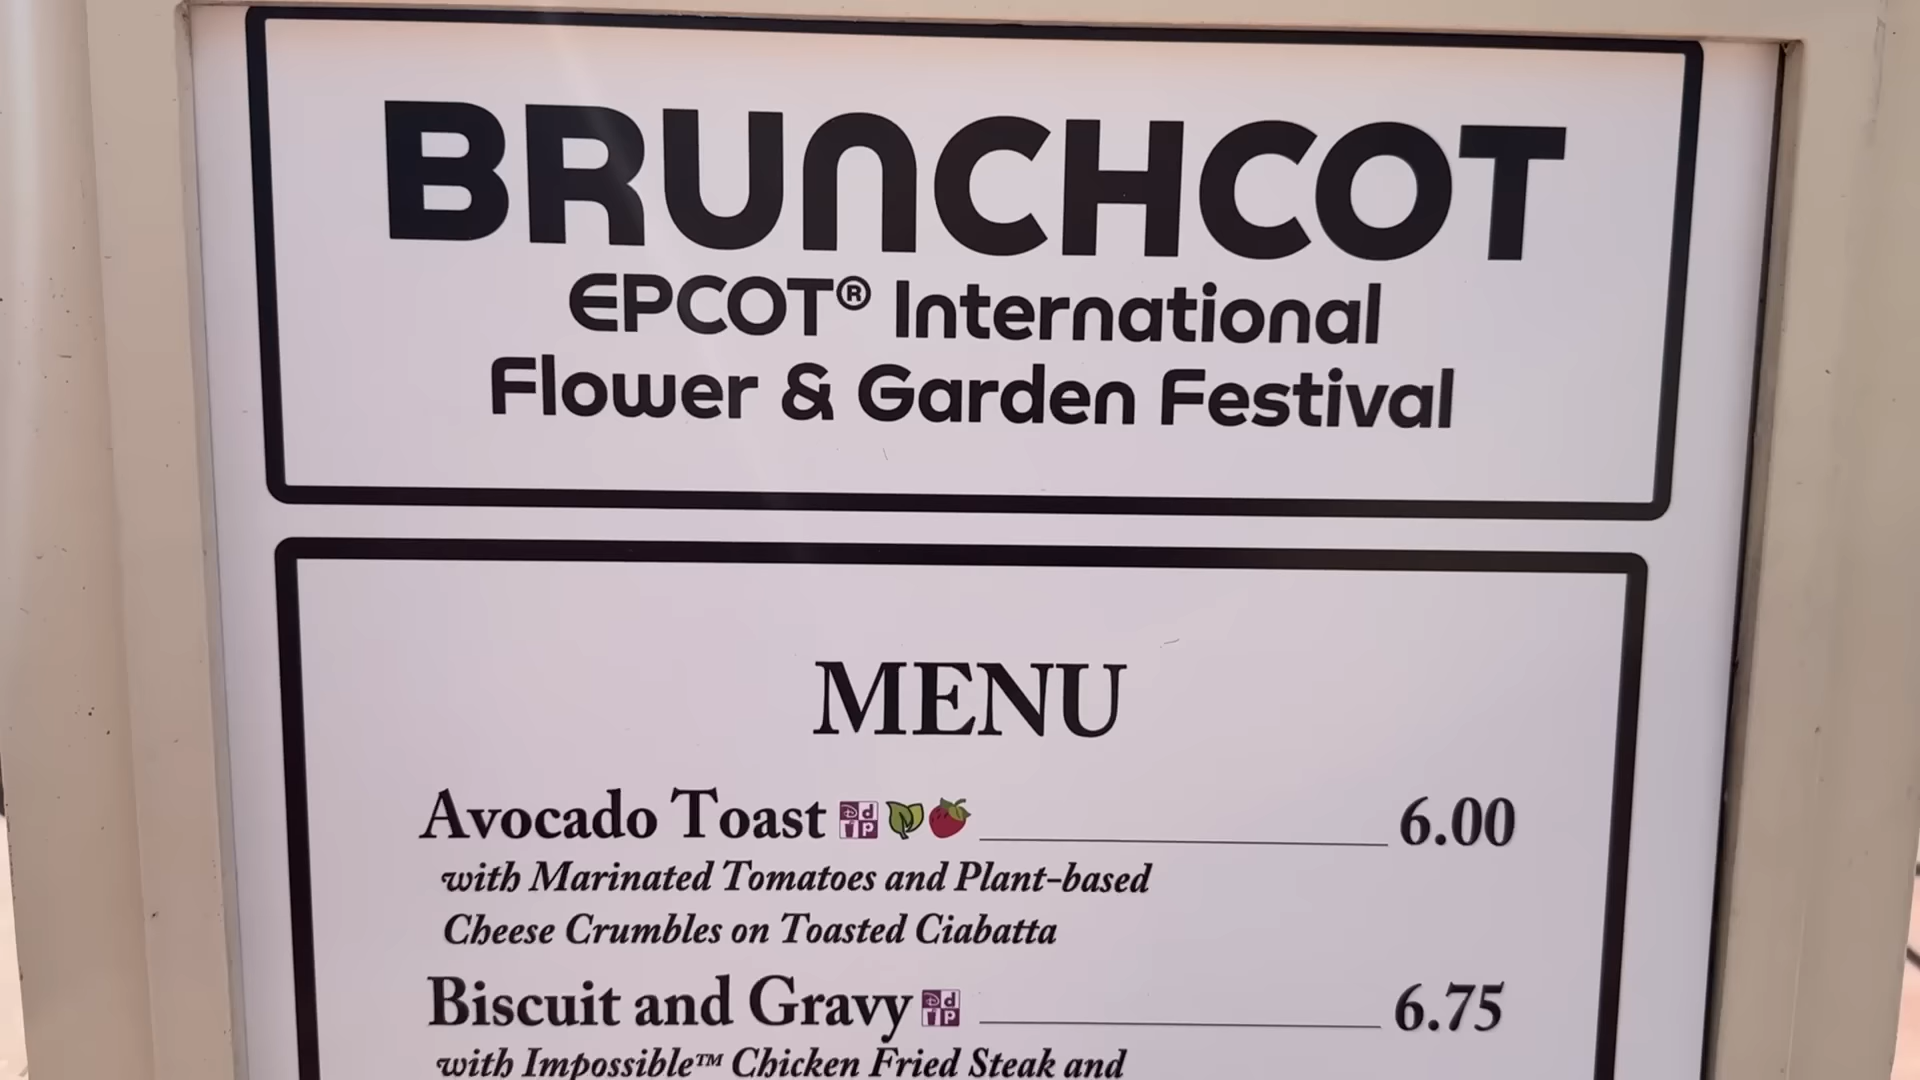 BRUNCHCOT
EPCOT® International
Flower & Garden Festival
MENU
Avocado Toast 6.00
with Marinated Tomatoes and Plant-based
Cheese Crumbles on Toasted Ciabatta
Biscuit and Gravy 6.75
with Impossible™ Chicken Fried Steak and